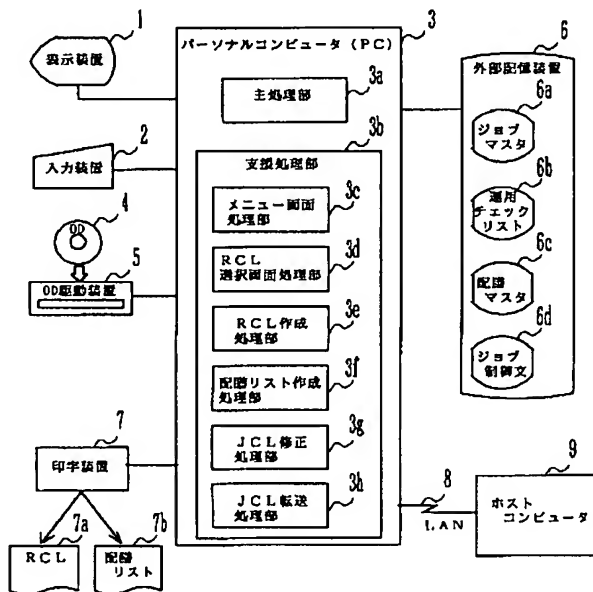 1
表示装置
2
入力装置
4
OD
5
OD駆動装置
7
印字装置
7a
RCL
7b
配膳
リスト
パーソナルコンピュータ(PC)
3
主処理部
3a
3b
支援処理部
メニュー画面
処理部
3c
RCL
選択画面処理部
3d
RCL作成
処理部
3e
配膳リスト作成
処理部
3f
JCL修正
処理部
3g
JCL転送
処理部
3h
6
外部記憶装置
6a
ジョブ
マスタ
6b
運用
チェック
リスト
6c
配膳
マスタ
6d
ジョブ
制御文
8
LAN
9
ホスト
コンピュータ